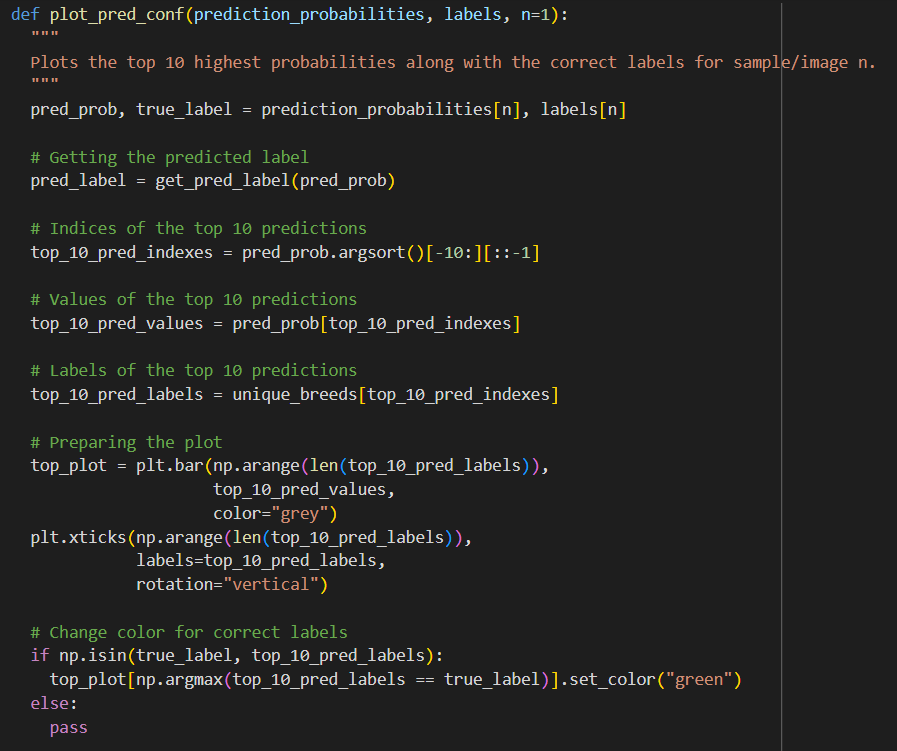 def plot_pred_conf(prediction_probabilities, labels, n=1):
  """
  Plots the top 10 highest probabilities along with the correct labels for sample/image n.
  """
  pred_prob, true_label = prediction_probabilities[n], labels[n]

  # Getting the predicted label
  pred_label = get_pred_label(pred_prob)

  # Indices of the top 10 predictions
  top_10_pred_indexes = pred_prob.argsort()[-10:][::-1]

  # Values of the top 10 predictions
  top_10_pred_values = pred_prob[top_10_pred_indexes]

  # Labels of the top 10 predictions
  top_10_pred_labels = unique_breeds[top_10_pred_indexes]

  # Preparing the plot
  top_plot = plt.bar(np.arange(len(top_10_pred_labels)),
                     top_10_pred_values,
                     color="grey")
  plt.xticks(np.arange(len(top_10_pred_labels)),
             labels=top_10_pred_labels,
             rotation="vertical")

  # Change color for correct labels
  if np.isin(true_label, top_10_pred_labels):
    top_plot[np.argmax(top_10_pred_labels == true_label)].set_color("green")
  else:
    pass